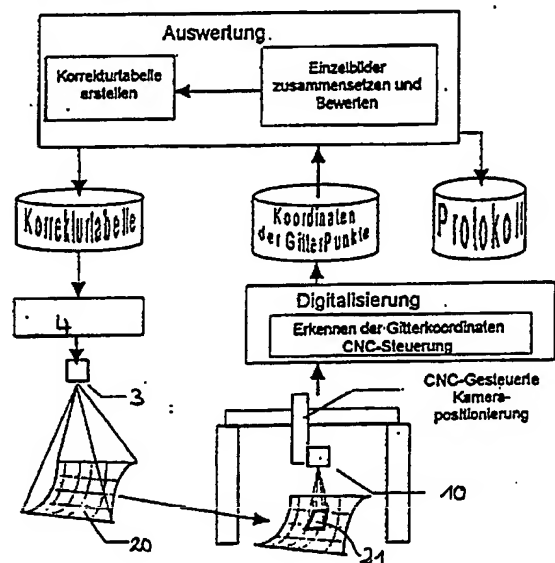 Auswertung
Korrekturtabelle
erstellen
Einzelbilder
zusammensetzen und
Bewerten
Korrekturtabelle
Koordinaten
der GitterPunkte
Protokoll
4
Digitalisierung
Erkennen der Gitterkoordinaten
CNC-Steuerung
3
CNC-Gesteuerte
Kamera-
positionierung
10
20
21